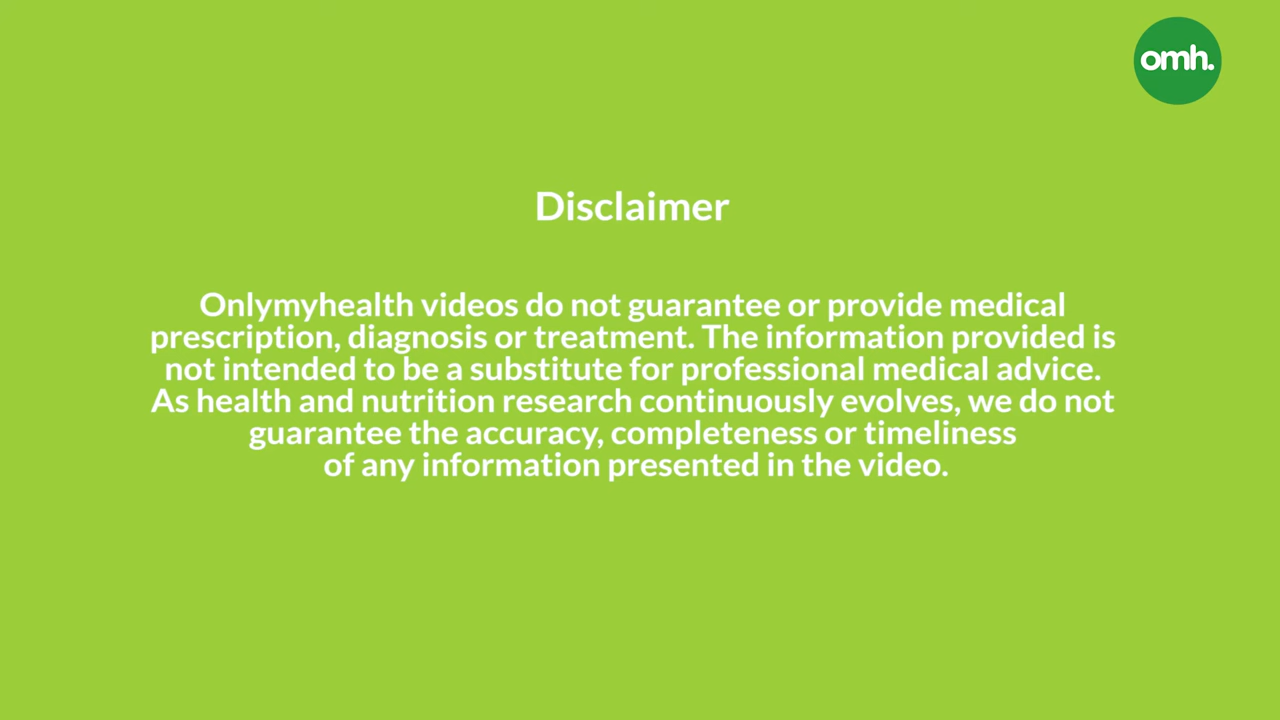 omh.
Disclaimer
Onlymyhealth videos do not guarantee or provide medical
prescription, diagnosis or treatment. The information provided is
not intended to be a substitute for professional medical advice.
As health and nutrition research continuously evolves, we do not
guarantee the accuracy, completeness or timeliness
of any information presented in the video.